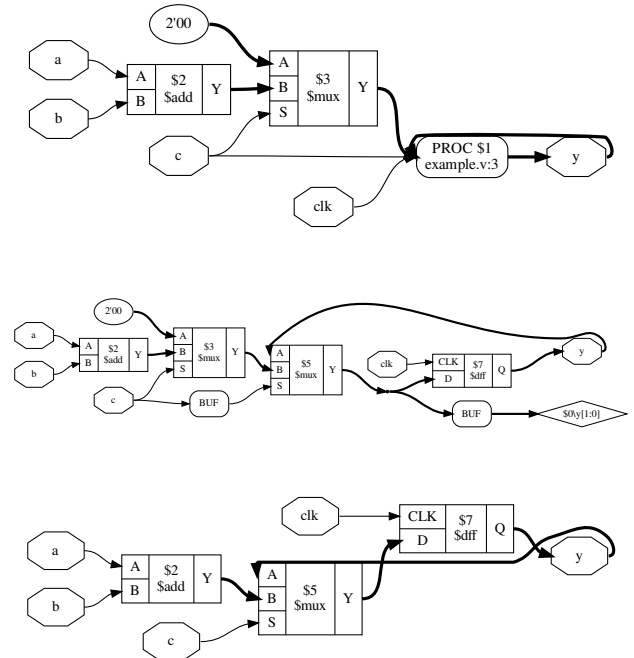 2'00
a
A
B
$2
$add
Y
A
B
S
$3
$mux
Y
b
c
PROC $1
example.v:3
y
clk
2'00
a
A
B
$2
$add
Y
A
B
S
$3
$mux
Y
b
c
BUF
A
B
S
$5
$mux
Y
clk
CLK
D
$7
$dff
Q
y
BUF
$0\y[1:0]
clk
CLK
D
$7
$dff
Q
a
A
B
$2
$add
Y
A
B
S
$5
$mux
Y
y
b
c